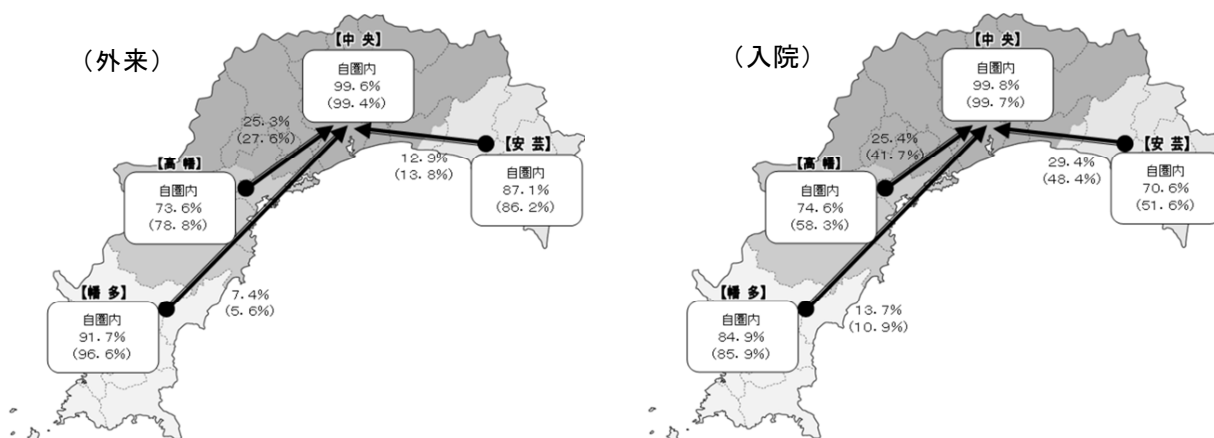 （外来）
【中 央】
自圏内
99.6%
(99.4%)
25.3%
(27.6%)
【高 幡】
自圏内
73.6%
(78.8%)
12.9%
(13.8%)
【安 芸】
自圏内
87.1%
(86.2%)
7.4%
(5.6%)
【幡 多】
自圏内
91.7%
(96.6%)
（入院）
【中 央】
自圏内
99.8%
(99.7%)
25.4%
(41.7%)
【高 幡】
自圏内
74.6%
(58.3%)
29.4%
(48.4%)
【安 芸】
自圏内
70.6%
(51.6%)
13.7%
(10.9%)
【幡 多】
自圏内
84.9%
(85.9%)